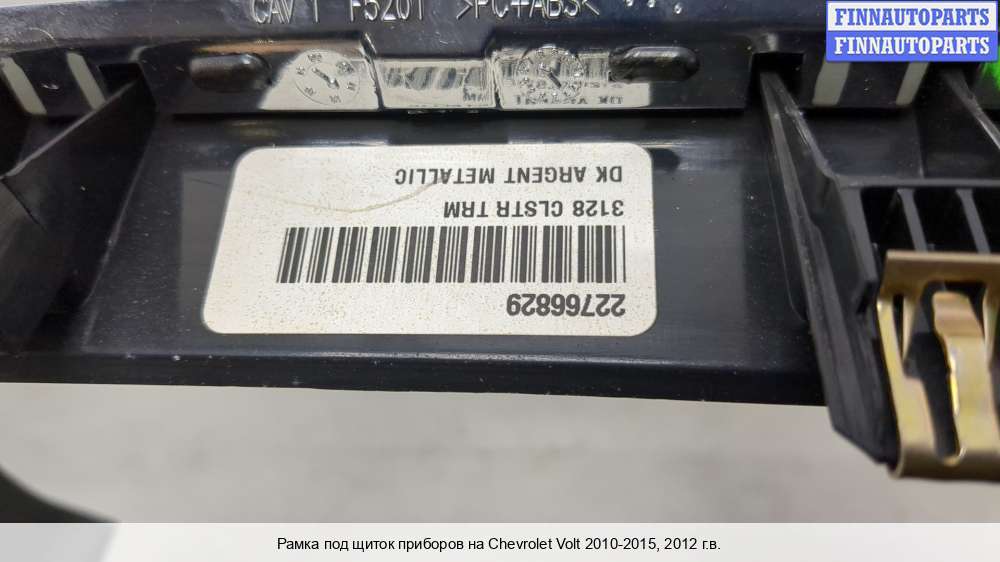 CAV 1 F5201 >PC+ABS<
FINNAUTOPARTS
FINNAUTOPARTS
DK ARGENT METALLIC
3128 CLSTR TRM
22766829
Рамка под щиток приборов на Chevrolet Volt 2010-2015, 2012 г.в.